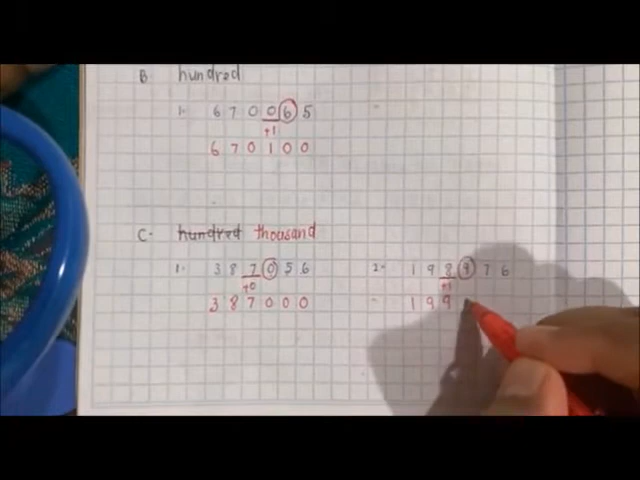 B hundred
1. 6 7 0 0 6 5
+1
6 7 0 1 0 0
C. hundred thousand
1. 3 8 7 0 5 6
+0
3 8 7 0 0 0
2. 1 9 8 9 7 6
+1
1 9 9